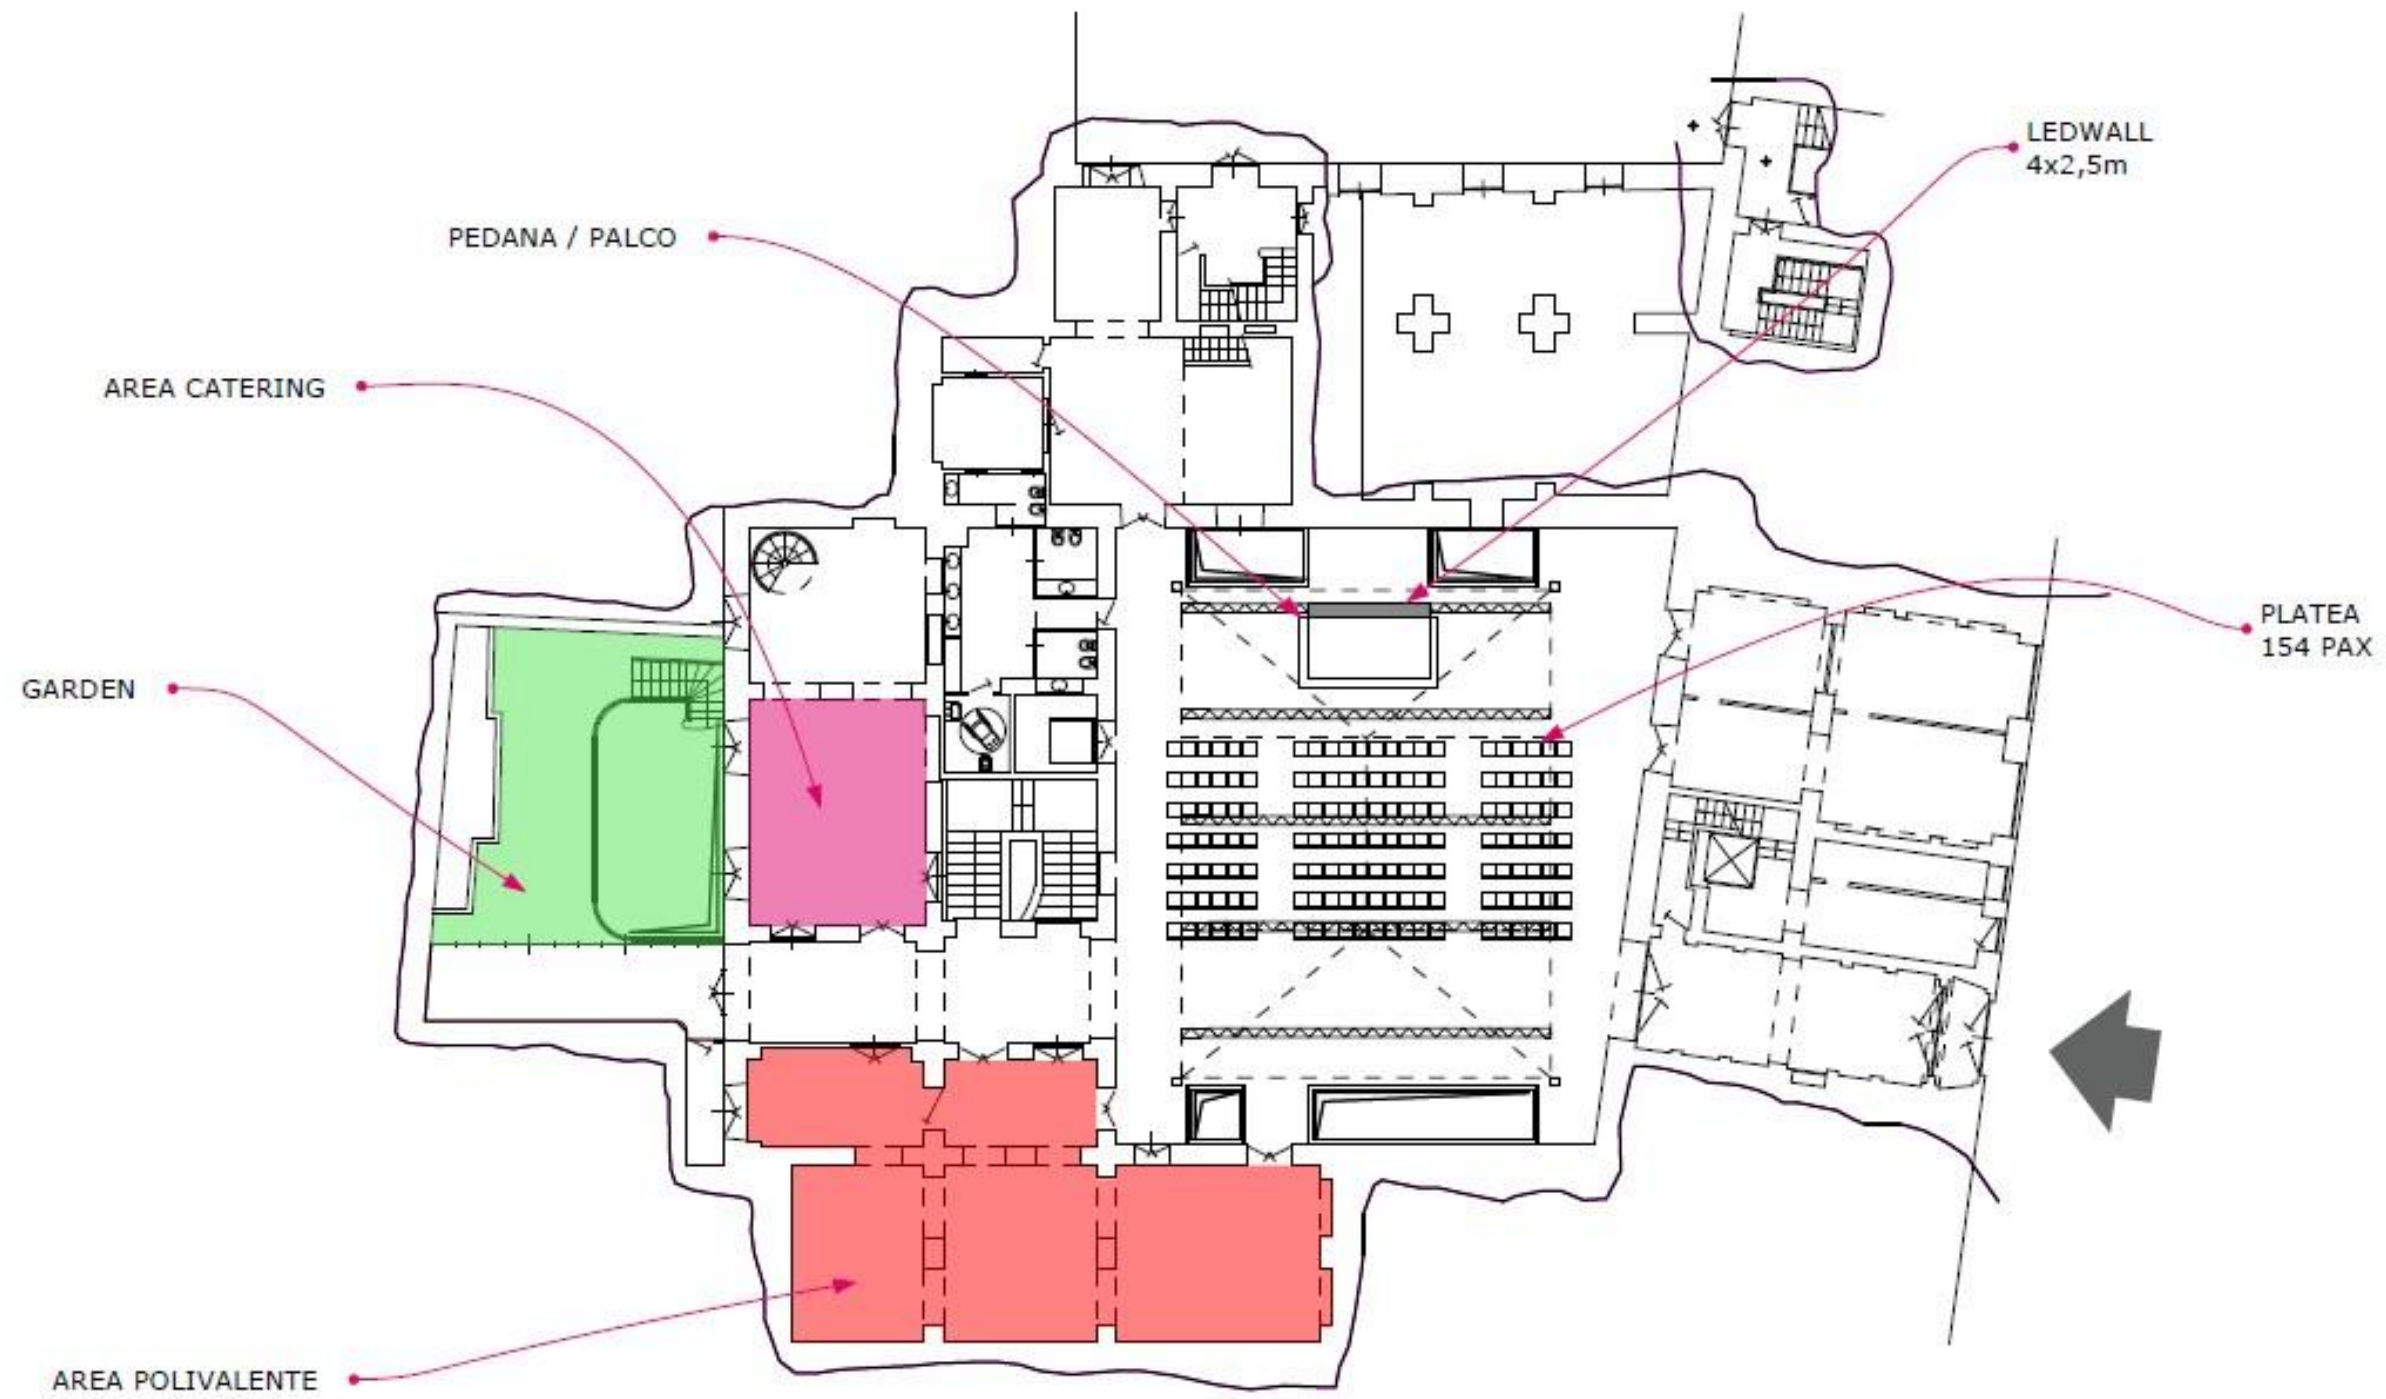 LEDWALL
4x2,5m
PEDANA / PALCO
AREA CATERING
PLATEA
154 PAX
GARDEN
AREA POLIVALENTE